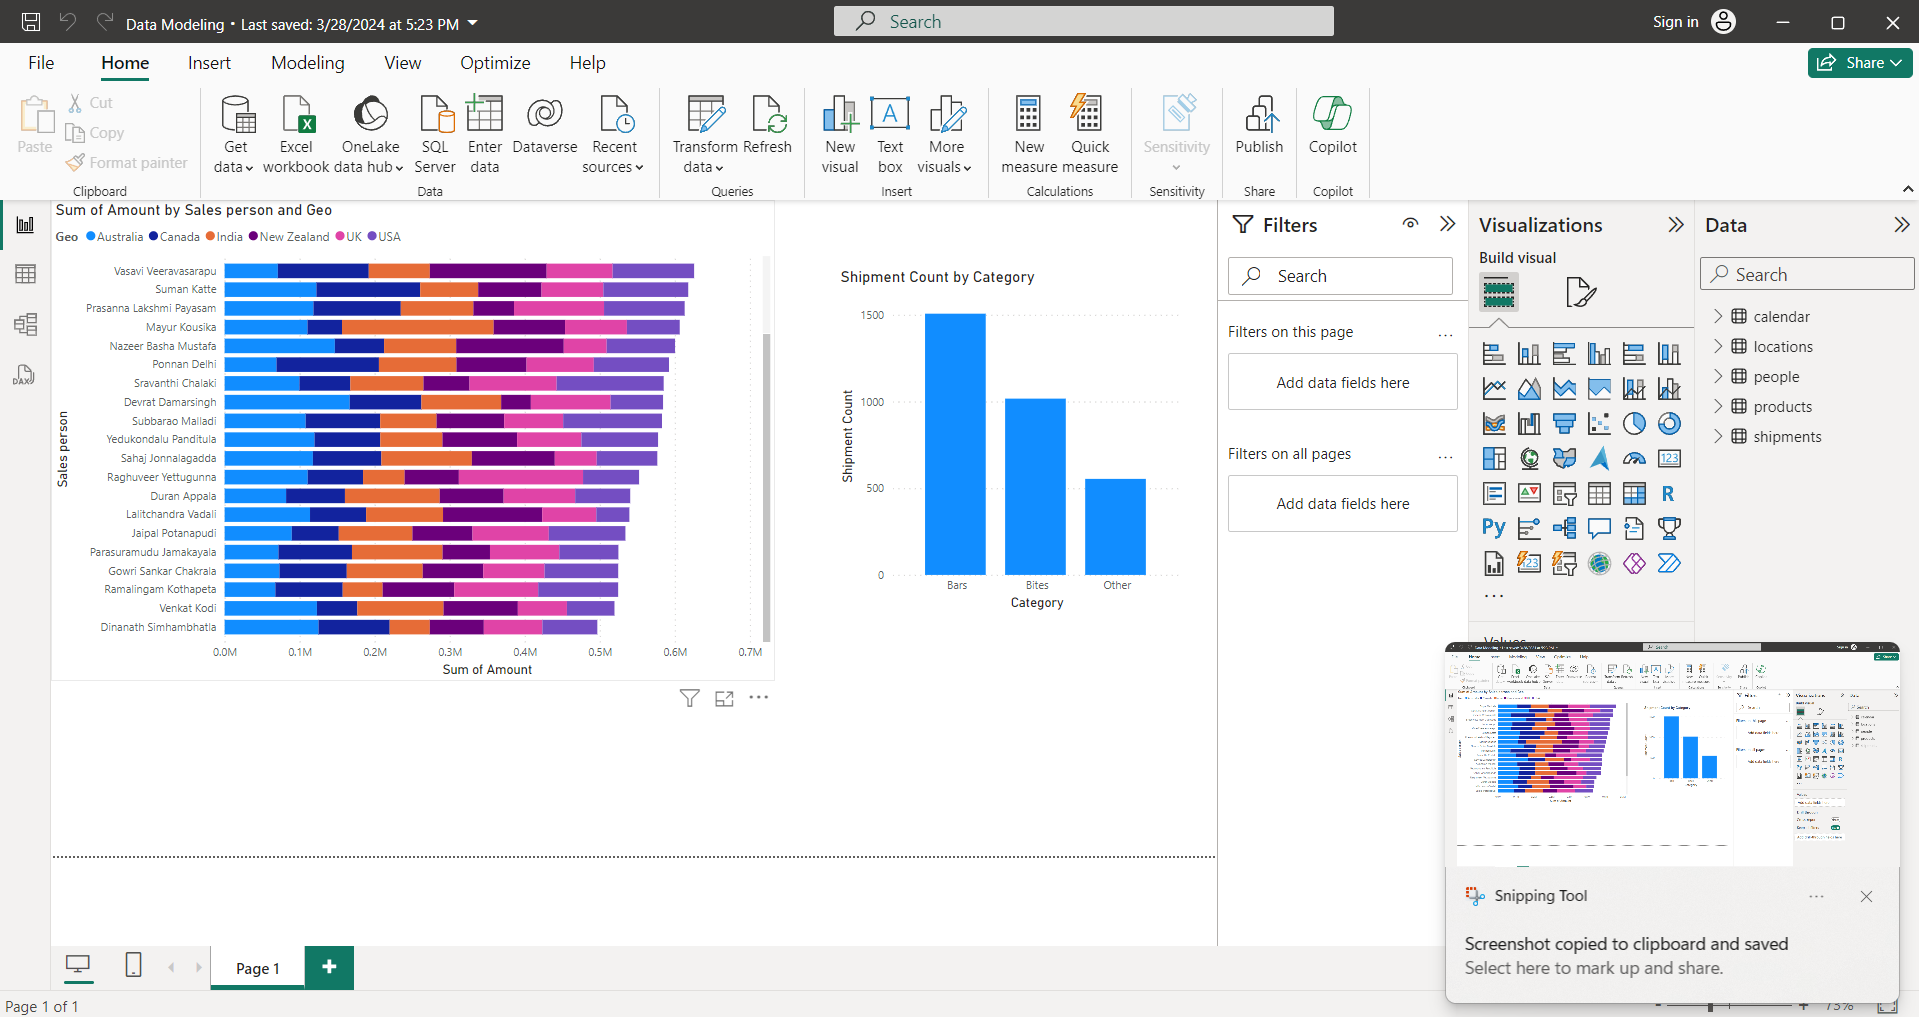 Data Modeling • Last saved: 3/28/2024 at 5:23 PM
Search
Sign in
File Home Insert Modeling View Optimize Help
Share
Paste
Cut
Copy
Format painter
Clipboard
Get data
Excel workbook
OneLake data hub
SQL Server
Enter data
Dataverse
Recent sources
Data
Transform data
Refresh
Queries
New visual
Text box
More visuals
Insert
New measure
Quick measure
Calculations
Sensitivity
Sensitivity
Publish
Share
Copilot
Copilot
Sum of Amount by Sales person and Geo
Geo Australia Canada India New Zealand UK USA
Sales person
Vasavi Veeravasarapu
Suman Katte
Prasanna Lakshmi Payasam
Mayur Kousika
Nazeer Basha Mustafa
Ponnan Delhi
Sravanthi Chalaki
Devrat Damarsingh
Subbarao Malladi
Yedukondalu Panditula
Sahaj Jonnalagadda
Raghuveer Yettugunna
Duran Appala
Lalitchandra Vadali
Jaipal Potanapudi
Parasuramudu Jamakayala
Gowri Sankar Chakrala
Ramalingam Kothapeta
Venkat Kodi
Dinanath Simhambhatla
0.0M 0.1M 0.2M 0.3M 0.4M 0.5M 0.6M 0.7M
Sum of Amount
Shipment Count by Category
Shipment Count
1500
1000
500
0
Bars Bites Other
Category
Filters
Search
Filters on this page
Add data fields here
Filters on all pages
Add data fields here
Visualizations
Build visual
123
R
Py
123
Values
Data
Search
calendar
locations
people
products
shipments
DAX
Snipping Tool
Screenshot copied to clipboard and saved
Select here to mark up and share.
Page 1
Page 1 of 1
75%